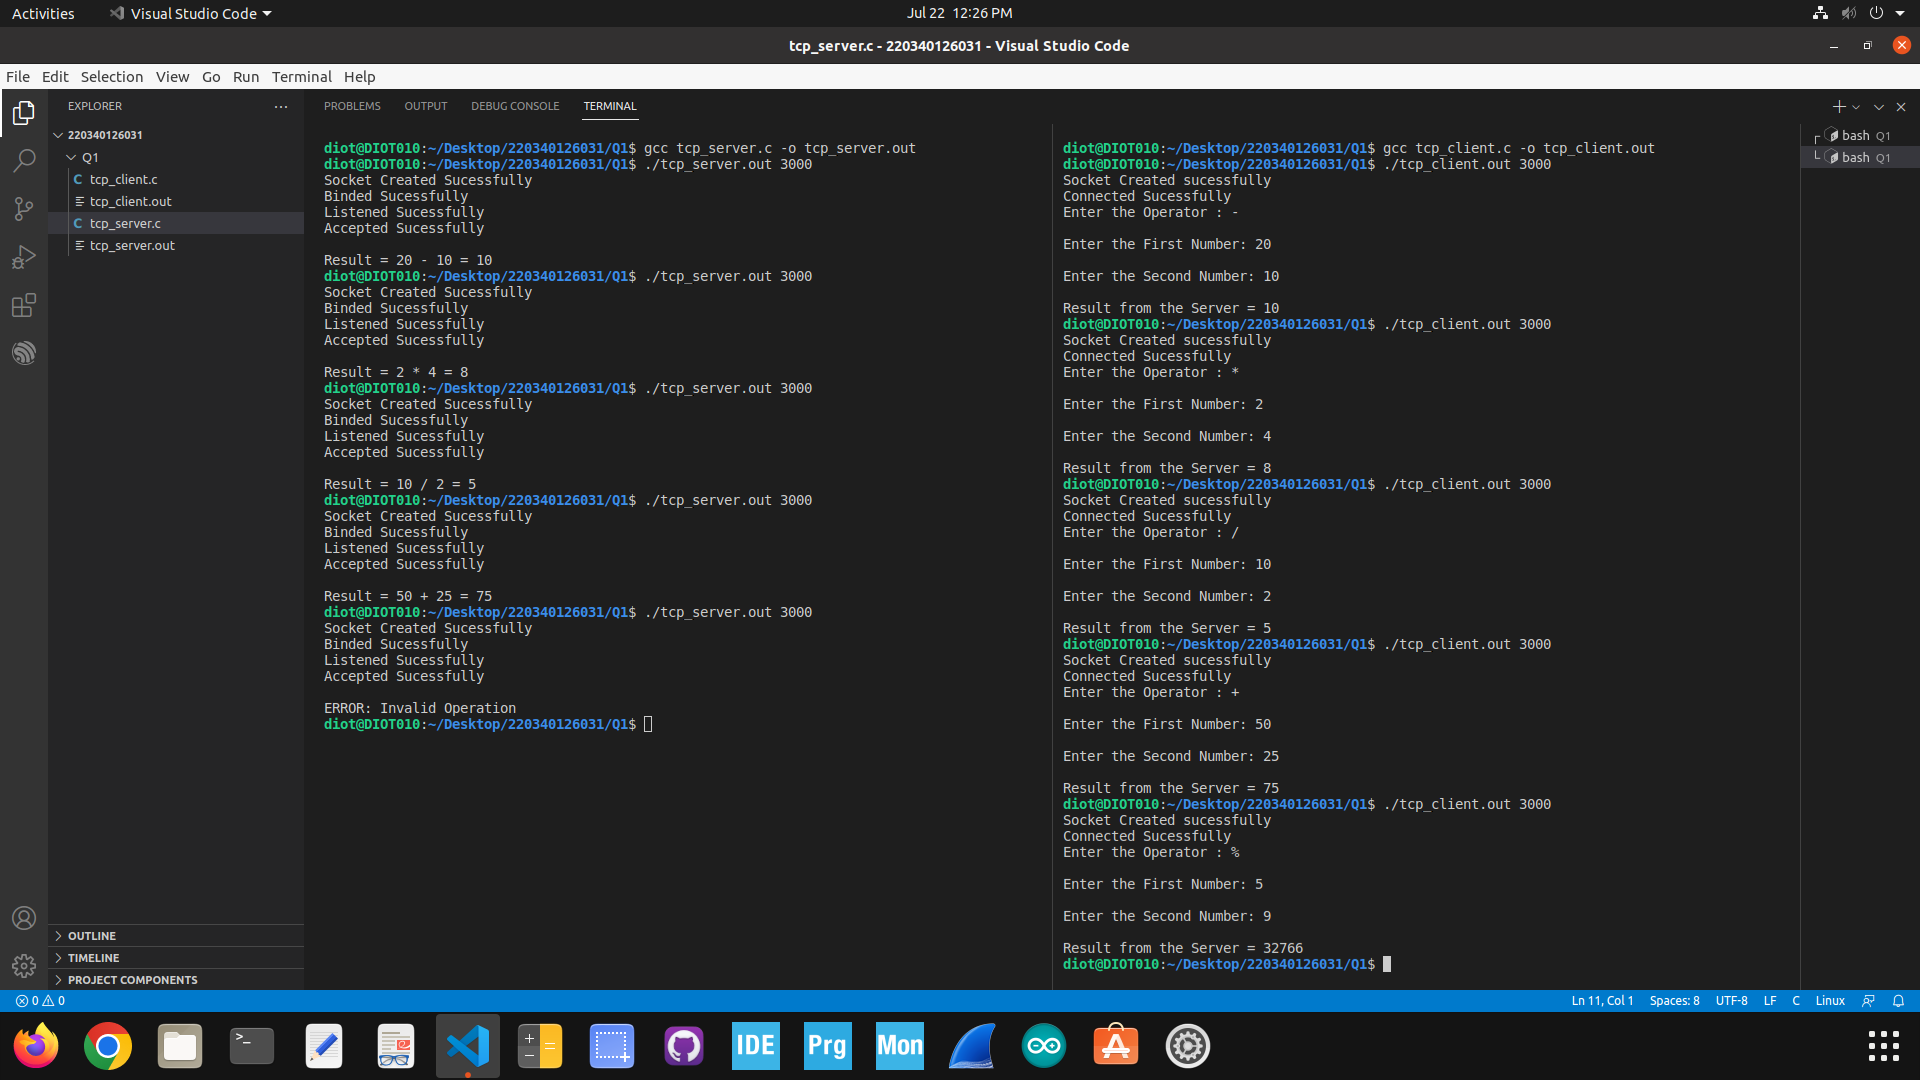 Activities
Visual Studio Code
Jul 22 12:26 PM
tcp_server.c - 220340126031 - Visual Studio Code
File Edit Selection View Go Run Terminal Help
EXPLORER
220340126031
Q1
C tcp_client.c
tcp_client.out
C tcp_server.c
tcp_server.out
OUTLINE
TIMELINE
PROJECT COMPONENTS
PROBLEMS OUTPUT DEBUG CONSOLE TERMINAL
diot@DIOT010:~/Desktop/220340126031/Q1$ gcc tcp_server.c -o tcp_server.out
diot@DIOT010:~/Desktop/220340126031/Q1$ ./tcp_server.out 3000
Socket Created Sucessfully
Binded Sucessfully
Listened Sucessfully
Accepted Sucessfully
Result = 20 - 10 = 10
diot@DIOT010:~/Desktop/220340126031/Q1$ ./tcp_server.out 3000
Socket Created Sucessfully
Binded Sucessfully
Listened Sucessfully
Accepted Sucessfully
Result = 2 * 4 = 8
diot@DIOT010:~/Desktop/220340126031/Q1$ ./tcp_server.out 3000
Socket Created Sucessfully
Binded Sucessfully
Listened Sucessfully
Accepted Sucessfully
Result = 10 / 2 = 5
diot@DIOT010:~/Desktop/220340126031/Q1$ ./tcp_server.out 3000
Socket Created Sucessfully
Binded Sucessfully
Listened Sucessfully
Accepted Sucessfully
Result = 50 + 25 = 75
diot@DIOT010:~/Desktop/220340126031/Q1$ ./tcp_server.out 3000
Socket Created Sucessfully
Binded Sucessfully
Listened Sucessfully
Accepted Sucessfully
ERROR: Invalid Operation
diot@DIOT010:~/Desktop/220340126031/Q1$
diot@DIOT010:~/Desktop/220340126031/Q1$ gcc tcp_client.c -o tcp_client.out
diot@DIOT010:~/Desktop/220340126031/Q1$ ./tcp_client.out 3000
Socket Created sucessfully
Connected Sucessfully
Enter the Operator : -
Enter the First Number: 20
Enter the Second Number: 10
Result from the Server = 10
diot@DIOT010:~/Desktop/220340126031/Q1$ ./tcp_client.out 3000
Socket Created sucessfully
Connected Sucessfully
Enter the Operator : *
Enter the First Number: 2
Enter the Second Number: 4
Result from the Server = 8
diot@DIOT010:~/Desktop/220340126031/Q1$ ./tcp_client.out 3000
Socket Created sucessfully
Connected Sucessfully
Enter the Operator : /
Enter the First Number: 10
Enter the Second Number: 2
Result from the Server = 5
diot@DIOT010:~/Desktop/220340126031/Q1$ ./tcp_client.out 3000
Socket Created sucessfully
Connected Sucessfully
Enter the Operator : +
Enter the First Number: 50
Enter the Second Number: 25
Result from the Server = 75
diot@DIOT010:~/Desktop/220340126031/Q1$ ./tcp_client.out 3000
Socket Created sucessfully
Connected Sucessfully
Enter the Operator : %
Enter the First Number: 5
Enter the Second Number: 9
Result from the Server = 32766
diot@DIOT010:~/Desktop/220340126031/Q1$
bash Q1
bash Q1
0 0
Ln 11, Col 1 Spaces: 8 UTF-8 LF C Linux
IDE Prg Mon